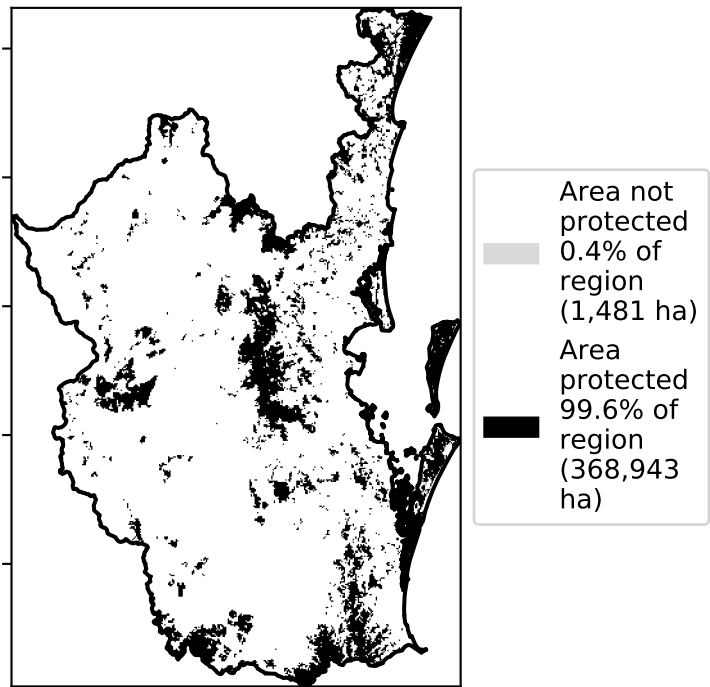 Area not
protected
0.4% of
region
(1,481 ha)
Area
protected
99.6% of
region
(368,943
ha)